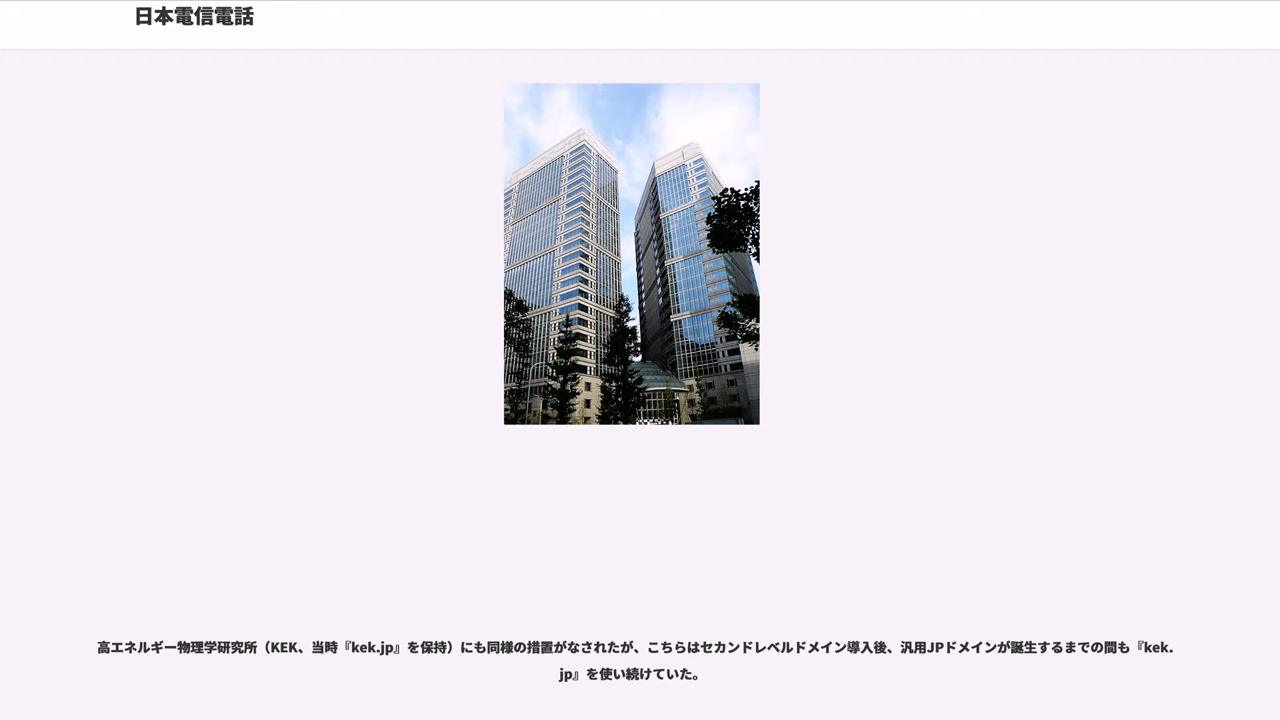 日本電信電話
高エネルギー物理学研究所（KEK、当時『kek.jp』を保持）にも同様の措置がなされたが、こちらはセカンドレベルドメイン導入後、汎用JPドメインが誕生するまでの間も『kek.
jp』を使い続けていた。